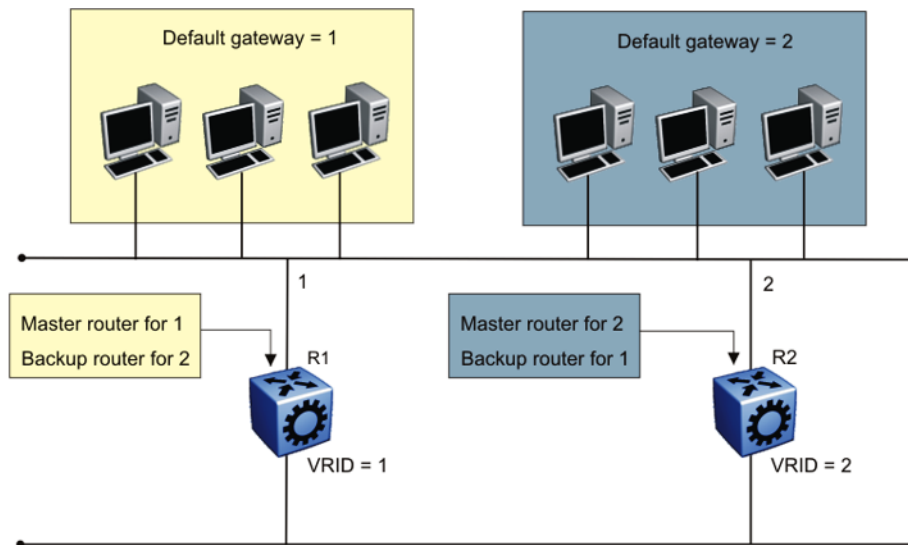 Default gateway = 1
Default gateway = 2
1
2
Master router for 1
Backup router for 2
R1
Master router for 2
Backup router for 1
R2
VRID = 1
VRID = 2